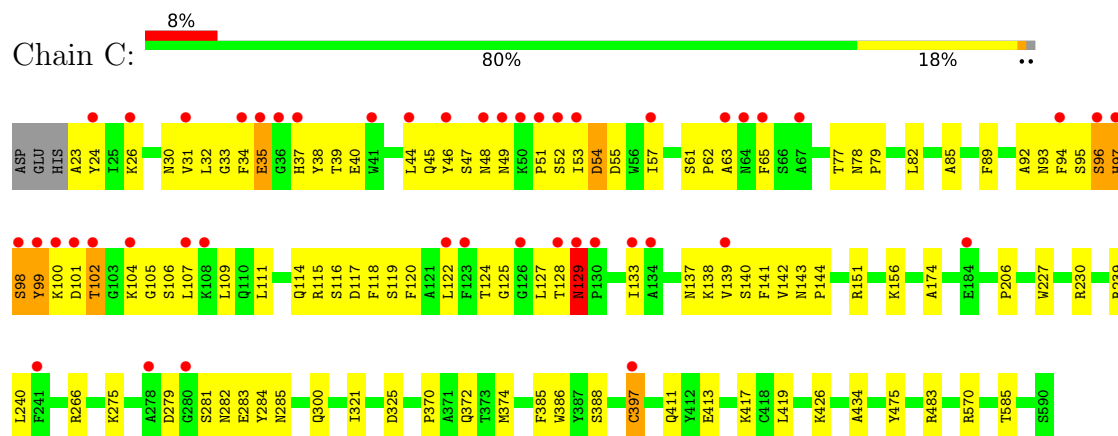 8%
Chain C:
80% 18% ••
ASP GLU HIS A23 Y24 I25 K26 N30 V31 L32 G33 F34 E35 G36 H37 Y38 T39 E40 W41 L44 Q45 Y46 S47 N48 N49 K50 P51 S52 I53 D54 D55 W56 I57 S61 P62 A63 N64 F65 S66 A67 T77 N78 P79 L82 A85 F89 A92 N93 F94 S95 S96 H97
S98 Y99 K100 D101 T102 G103 K104 G105 S106 L107 K108 L109 Q110 L111 Q114 R115 S116 D117 F118 S119 F120 A121 L122 F123 T124 G125 G126 L127 T128 N129 P130 I133 A134 N137 K138 V139 S140 F141 V142 N143 P144 R151 K156 A174 E184 P206 W227 R230
L240 F241 R266 K275 A278 D279 G280 S281 N282 E283 Y284 N285 Q300 I321 D325 P370 A371 Q372 T373 M374 F385 W386 Y387 S388 C397 Q411 Y412 E413 K417 C418 L419 K426 A434 Y475 R483 R570 T585 S590